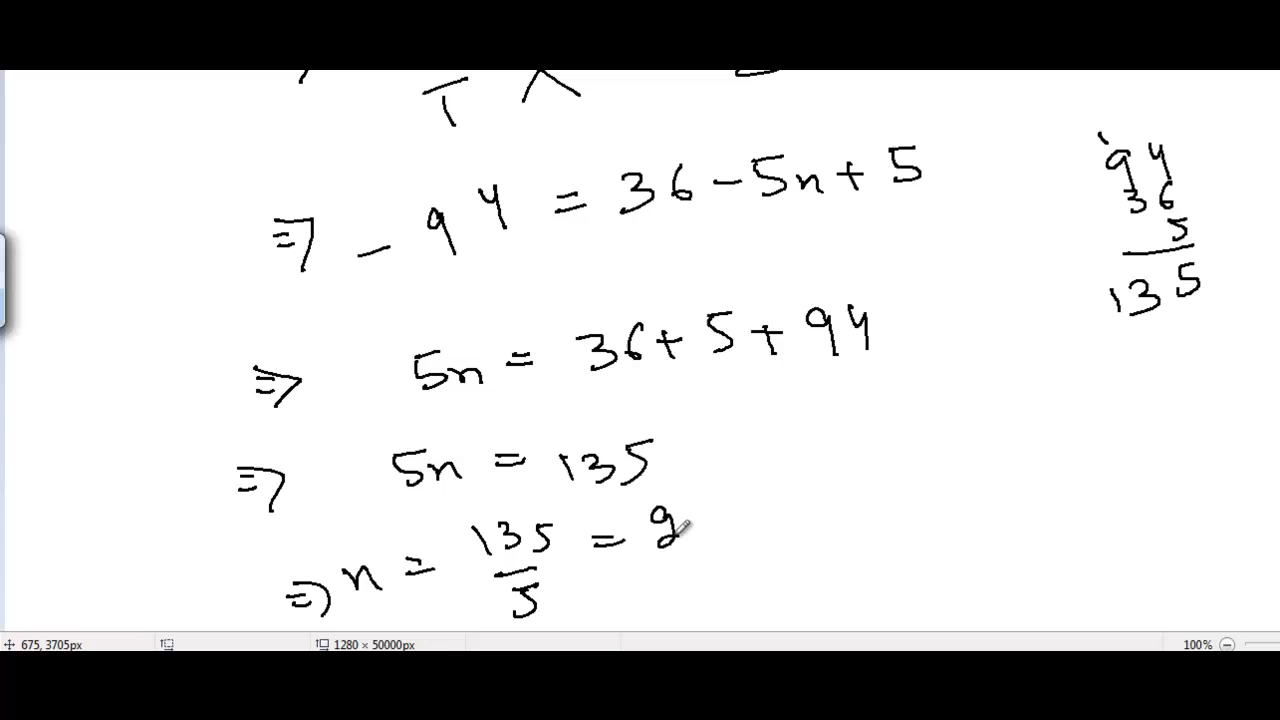 ⇒ - 94 = 36 - 5n + 5
94
36
5
135
⇒ 5n = 36 + 5 + 94
⇒ 5n = 135
⇒ n = 135/5 = 2
675, 3705px
1280 × 50000px
100%